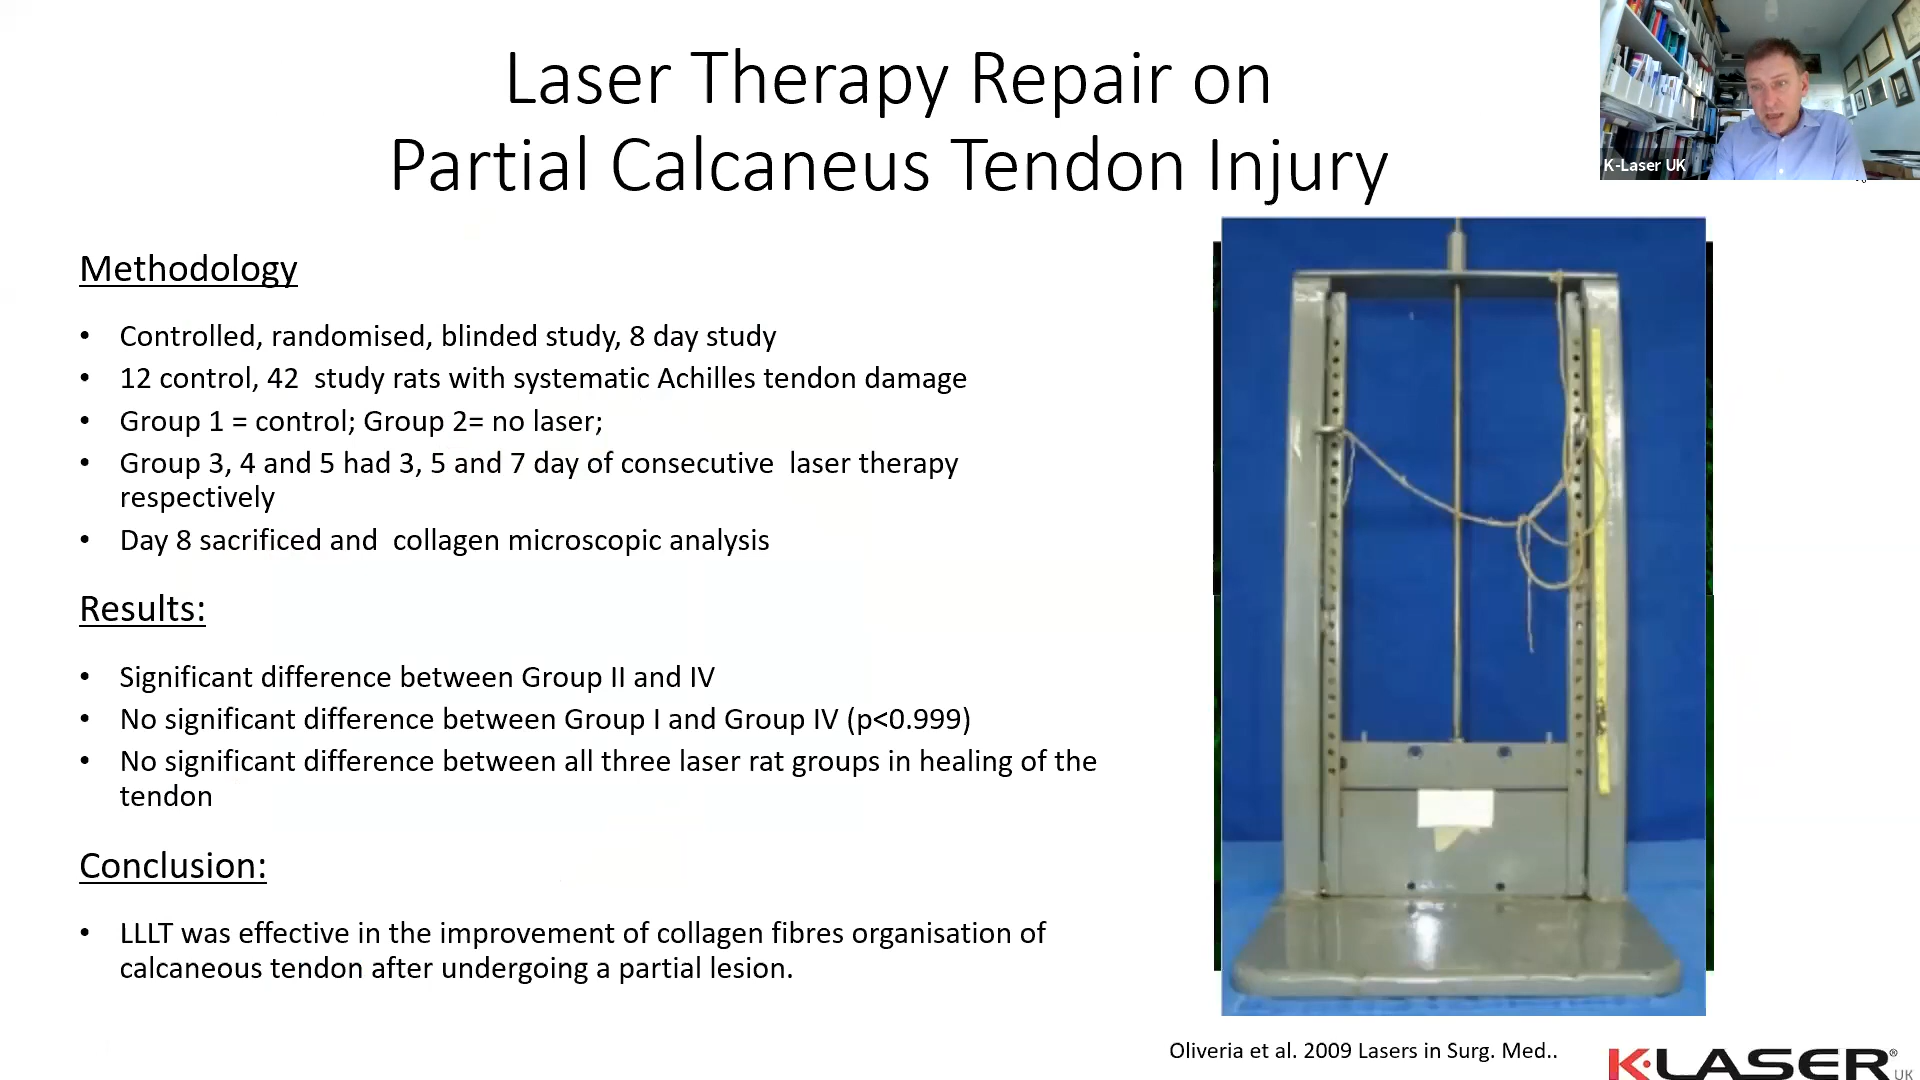 Laser Therapy Repair on
Partial Calcaneus Tendon Injury
K-Laser UK
Methodology
• Controlled, randomised, blinded study, 8 day study
• 12 control, 42 study rats with systematic Achilles tendon damage
• Group 1 = control; Group 2= no laser;
• Group 3, 4 and 5 had 3, 5 and 7 day of consecutive laser therapy
respectively
• Day 8 sacrificed and collagen microscopic analysis
Results:
• Significant difference between Group II and IV
• No significant difference between Group I and Group IV (p<0.999)
• No significant difference between all three laser rat groups in healing of the
tendon
Conclusion:
• LLLT was effective in the improvement of collagen fibres organisation of
calcaneous tendon after undergoing a partial lesion.
Oliveria et al. 2009 Lasers in Surg. Med..
K·LASER® UK